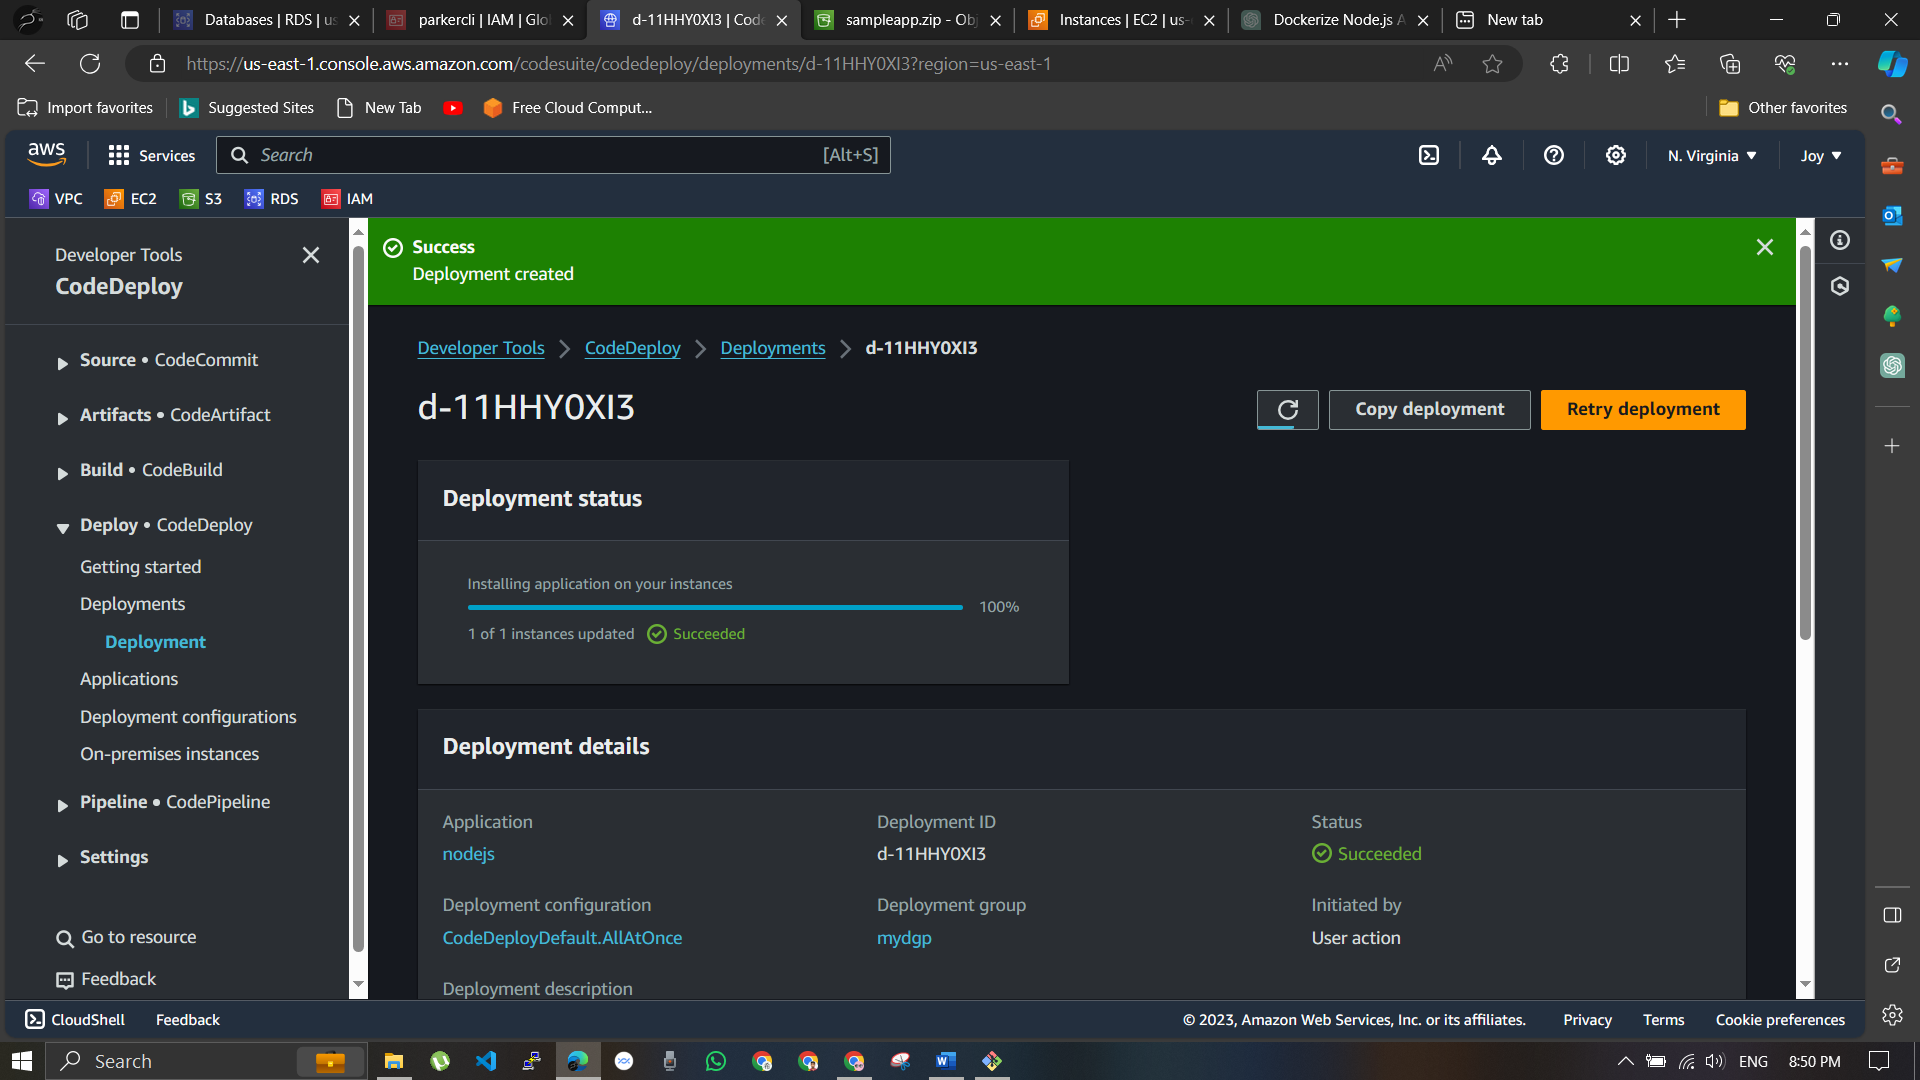 Databases | RDS | us
parkercli | IAM | Glo
d-11HHY0XI3 | Code
sampleapp.zip - Obj
Instances | EC2 | us-
Dockerize Node.js A
New tab
https://us-east-1.console.aws.amazon.com/codesuite/codedeploy/deployments/d-11HHY0XI3?region=us-east-1
Import favorites
Suggested Sites
New Tab
Free Cloud Comput...
Other favorites
aws
Services
Search
[Alt+S]
N. Virginia
Joy
VPC
EC2
S3
RDS
IAM
Developer Tools
CodeDeploy
Source • CodeCommit
Artifacts • CodeArtifact
Build • CodeBuild
Deploy • CodeDeploy
Getting started
Deployments
Deployment
Applications
Deployment configurations
On-premises instances
Pipeline • CodePipeline
Settings
Go to resource
Feedback
Success
Deployment created
Developer Tools
CodeDeploy
Deployments
d-11HHY0XI3
d-11HHY0XI3
Copy deployment
Retry deployment
Deployment status
Installing application on your instances
100%
1 of 1 instances updated
Succeeded
Deployment details
Application
nodejs
Deployment ID
d-11HHY0XI3
Status
Succeeded
Deployment configuration
CodeDeployDefault.AllAtOnce
Deployment group
mydgp
Initiated by
User action
Deployment description
CloudShell
Feedback
© 2023, Amazon Web Services, Inc. or its affiliates.
Privacy
Terms
Cookie preferences
Search
ENG
8:50 PM